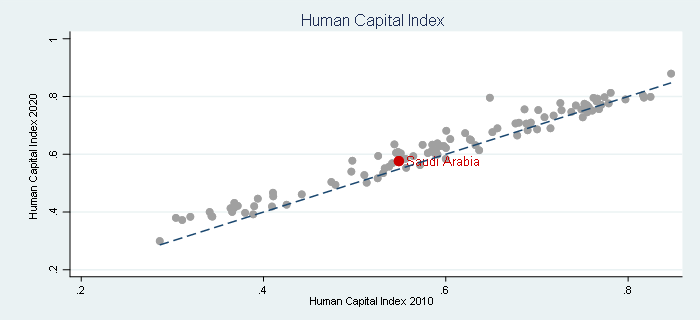 Human Capital Index
Human Capital Index 2020
1
.8
.6
.4
.2
Saudi Arabia
.2
.4
.6
.8
Human Capital Index 2010